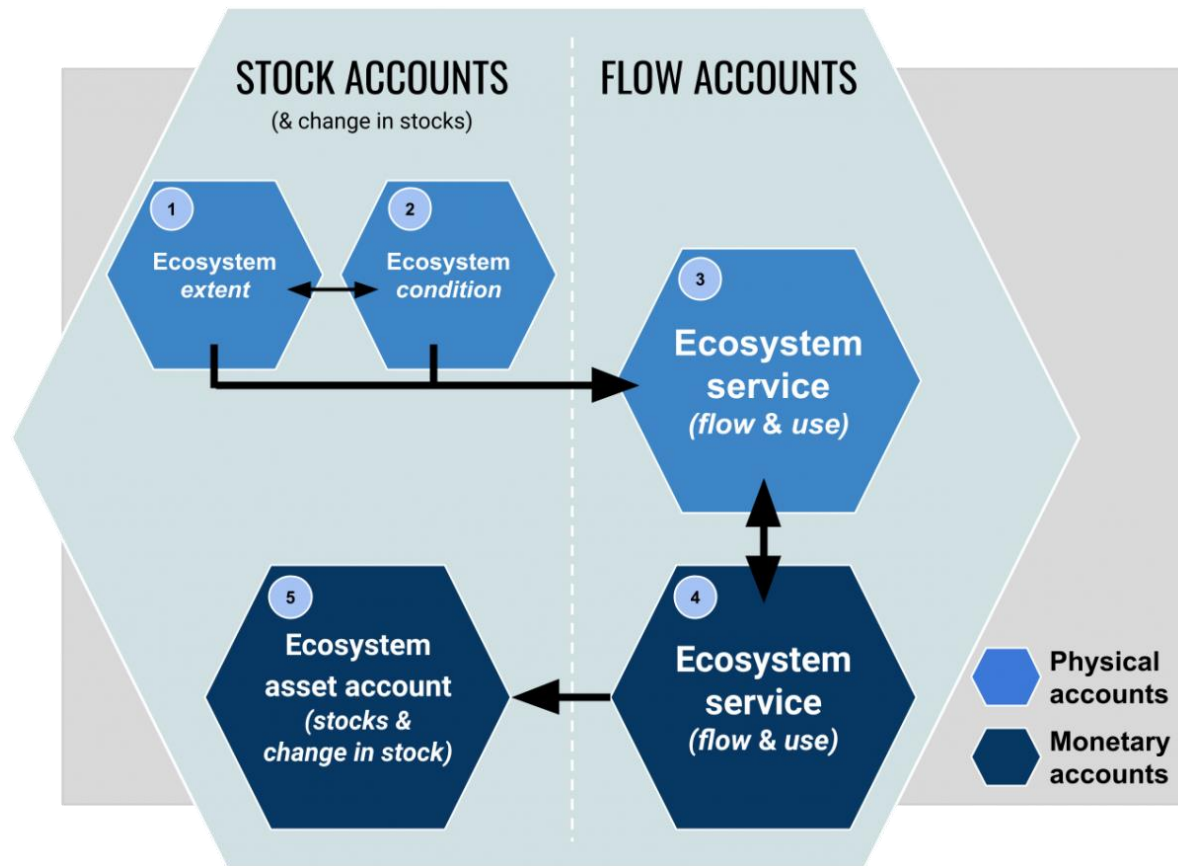 STOCK ACCOUNTS
(& change in stocks)
FLOW ACCOUNTS
1
Ecosystem
extent
2
Ecosystem
condition
3
Ecosystem
service
(flow & use)
4
Ecosystem
service
(flow & use)
5
Ecosystem
asset account
(stocks &
change in stock)
Physical
accounts
Monetary
accounts